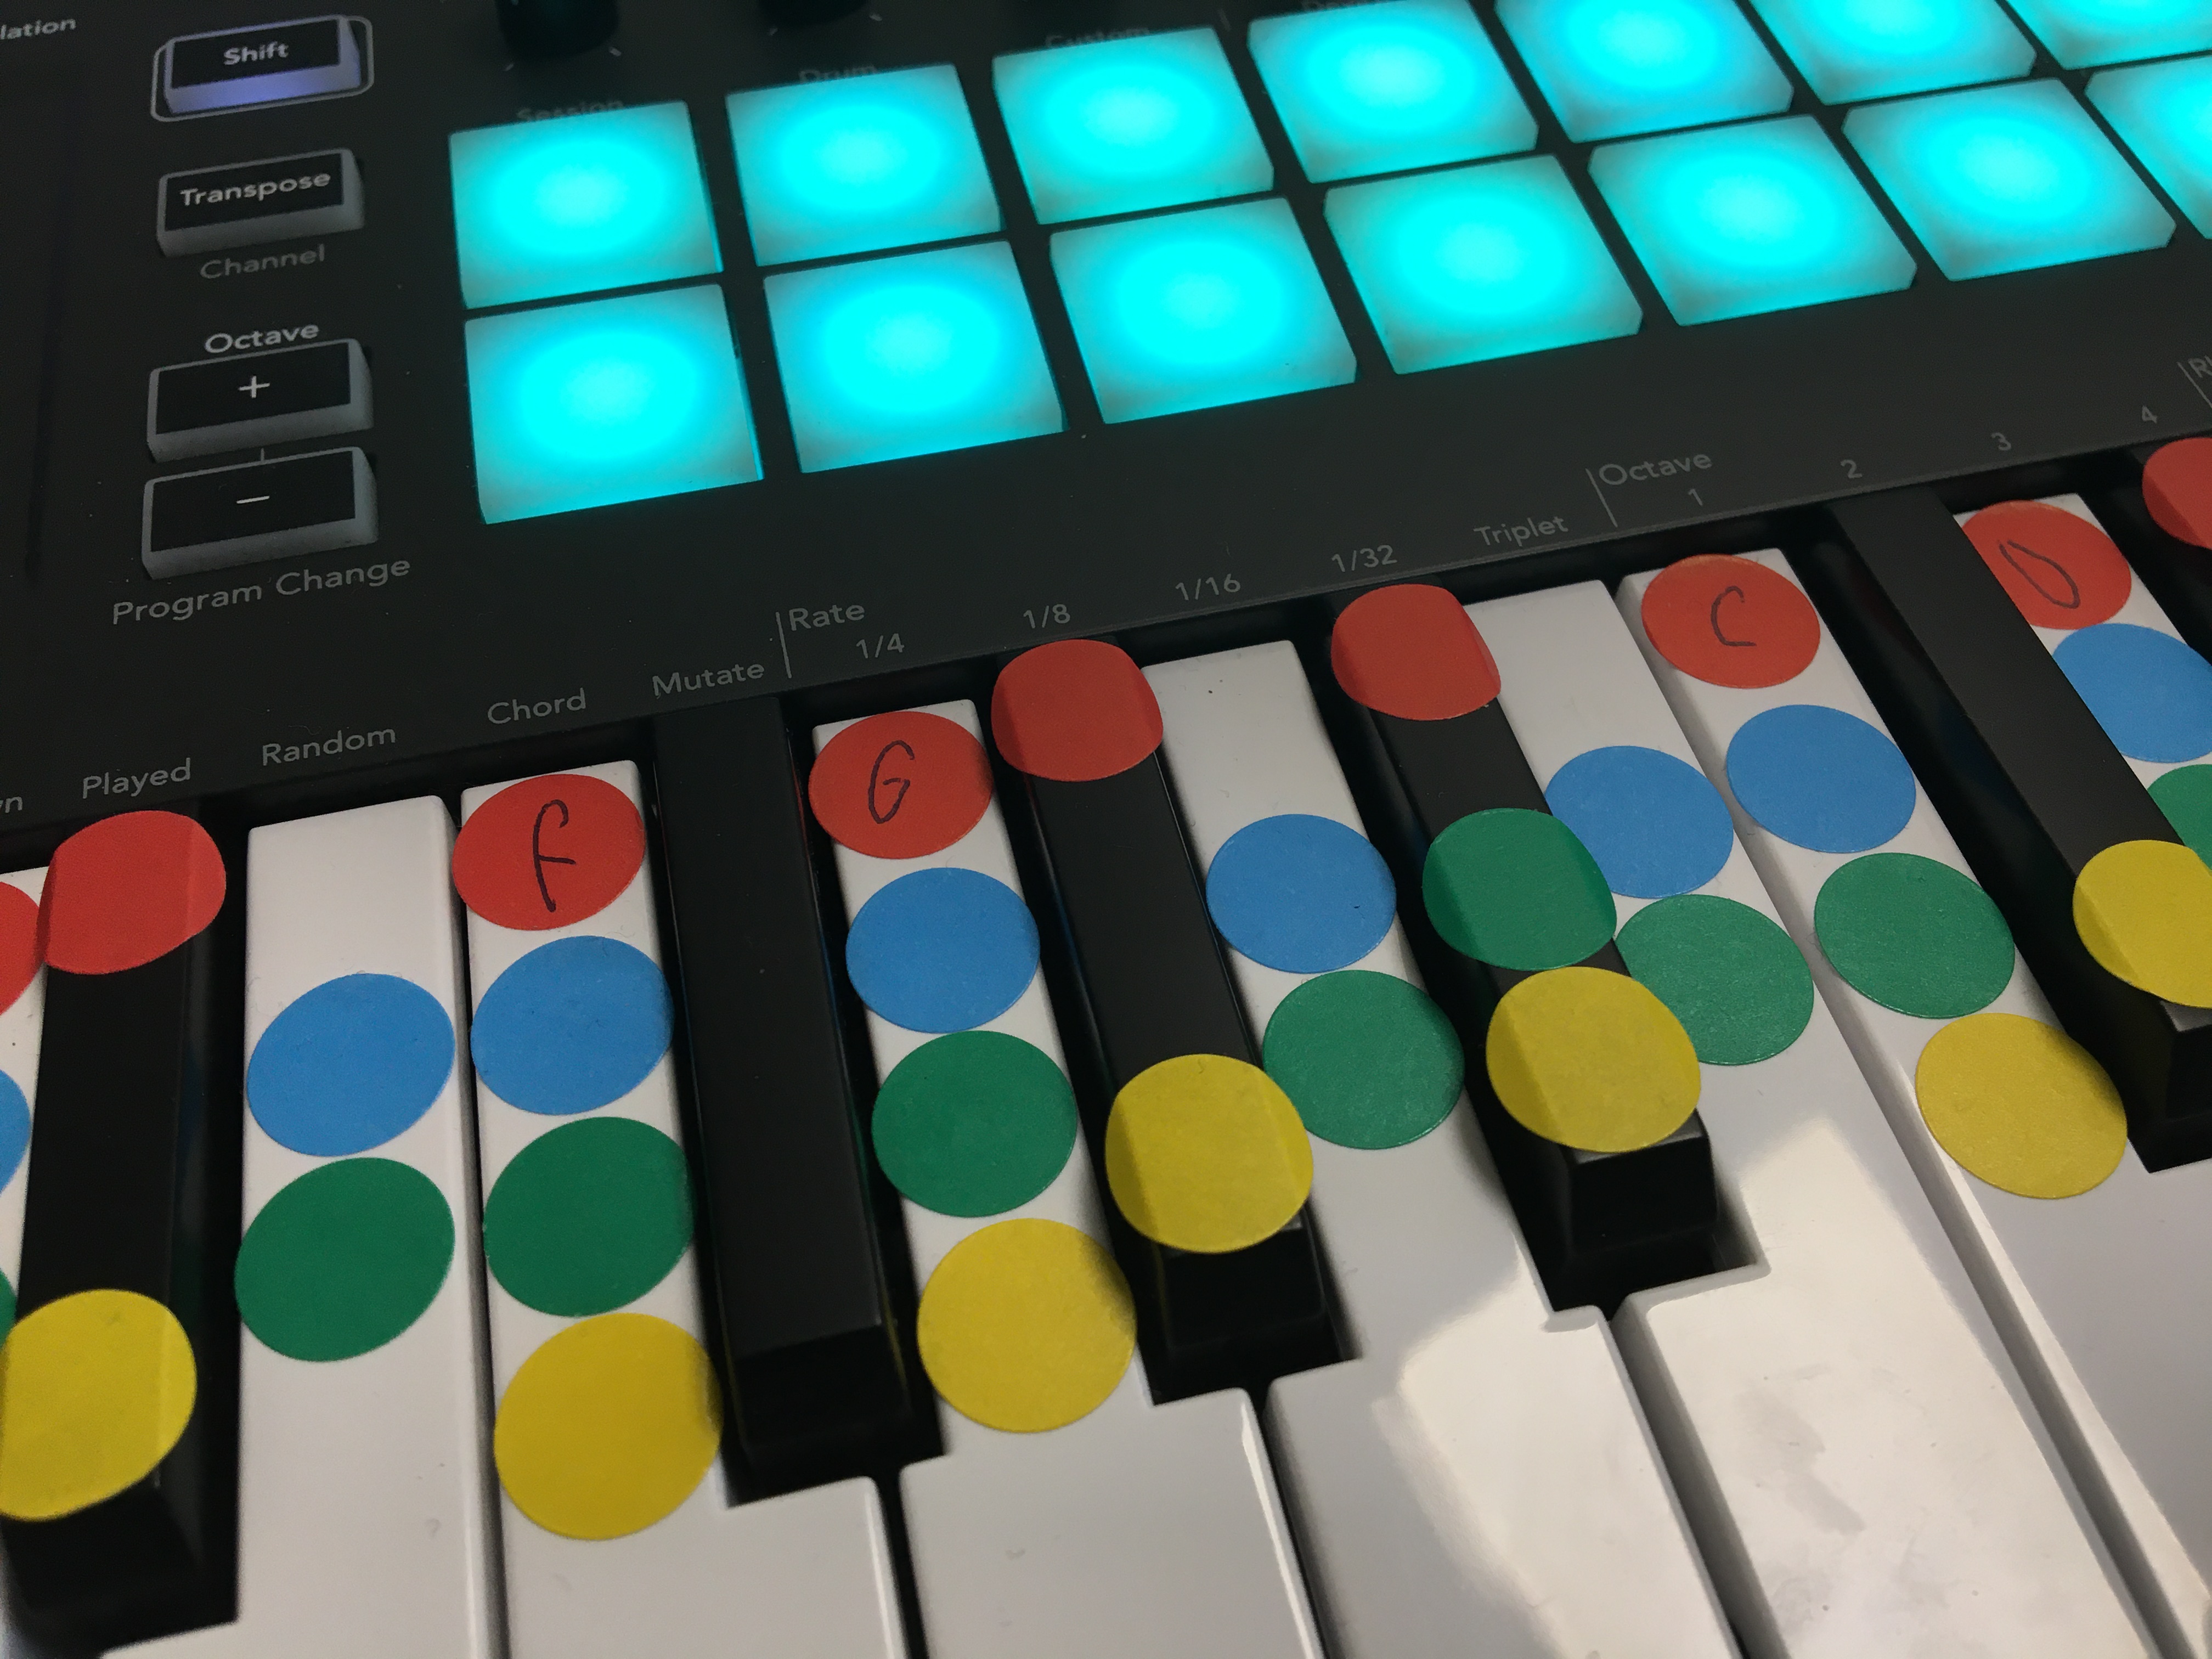 lation
Shift
Transpose
Channel
Octave
+
−
Program Change
Session
Drum
Custom
Played
Random
Chord
Mutate
Rate
1/4
1/8
1/16
1/32
Triplet
Octave
1
2
3
4
F
G
C
D